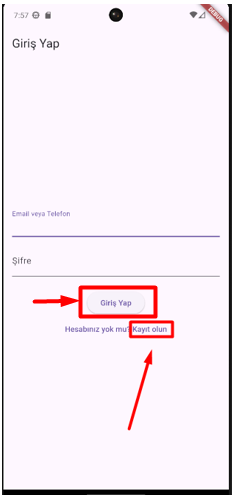 7:57
DEBUG
Giriş Yap
Email veya Telefon
Şifre
Giriş Yap
Hesabınız yok mu? Kayıt olun